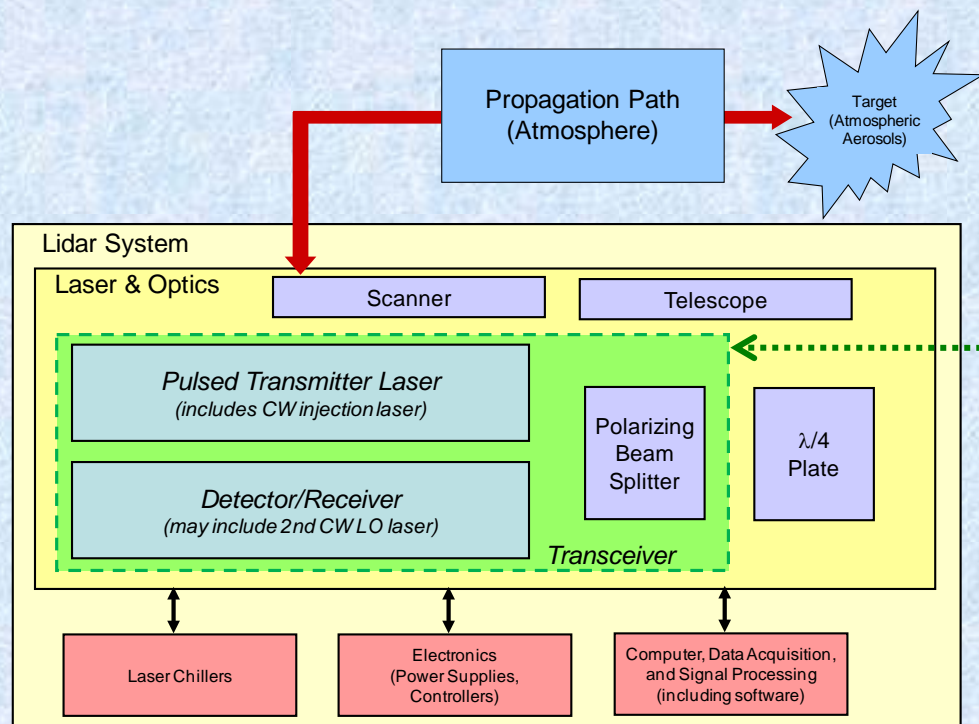 Propagation Path
(Atmosphere)
Target
(Atmospheric
Aerosols)
Lidar System
Laser & Optics
Scanner
Telescope
Pulsed Transmitter Laser
(includes CW injection laser)
Polarizing
Beam
Splitter
λ/4
Plate
Detector/Receiver
(may include 2nd CW LO laser)
Transceiver
Laser Chillers
Electronics
(Power Supplies,
Controllers)
Computer, Data Acquisition,
and Signal Processing
(including software)